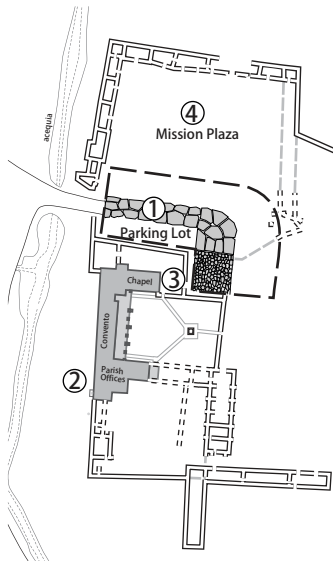 acequia
4
Mission Plaza
1
Parking Lot
3
Chapel
Convento
2
Parish
Offices